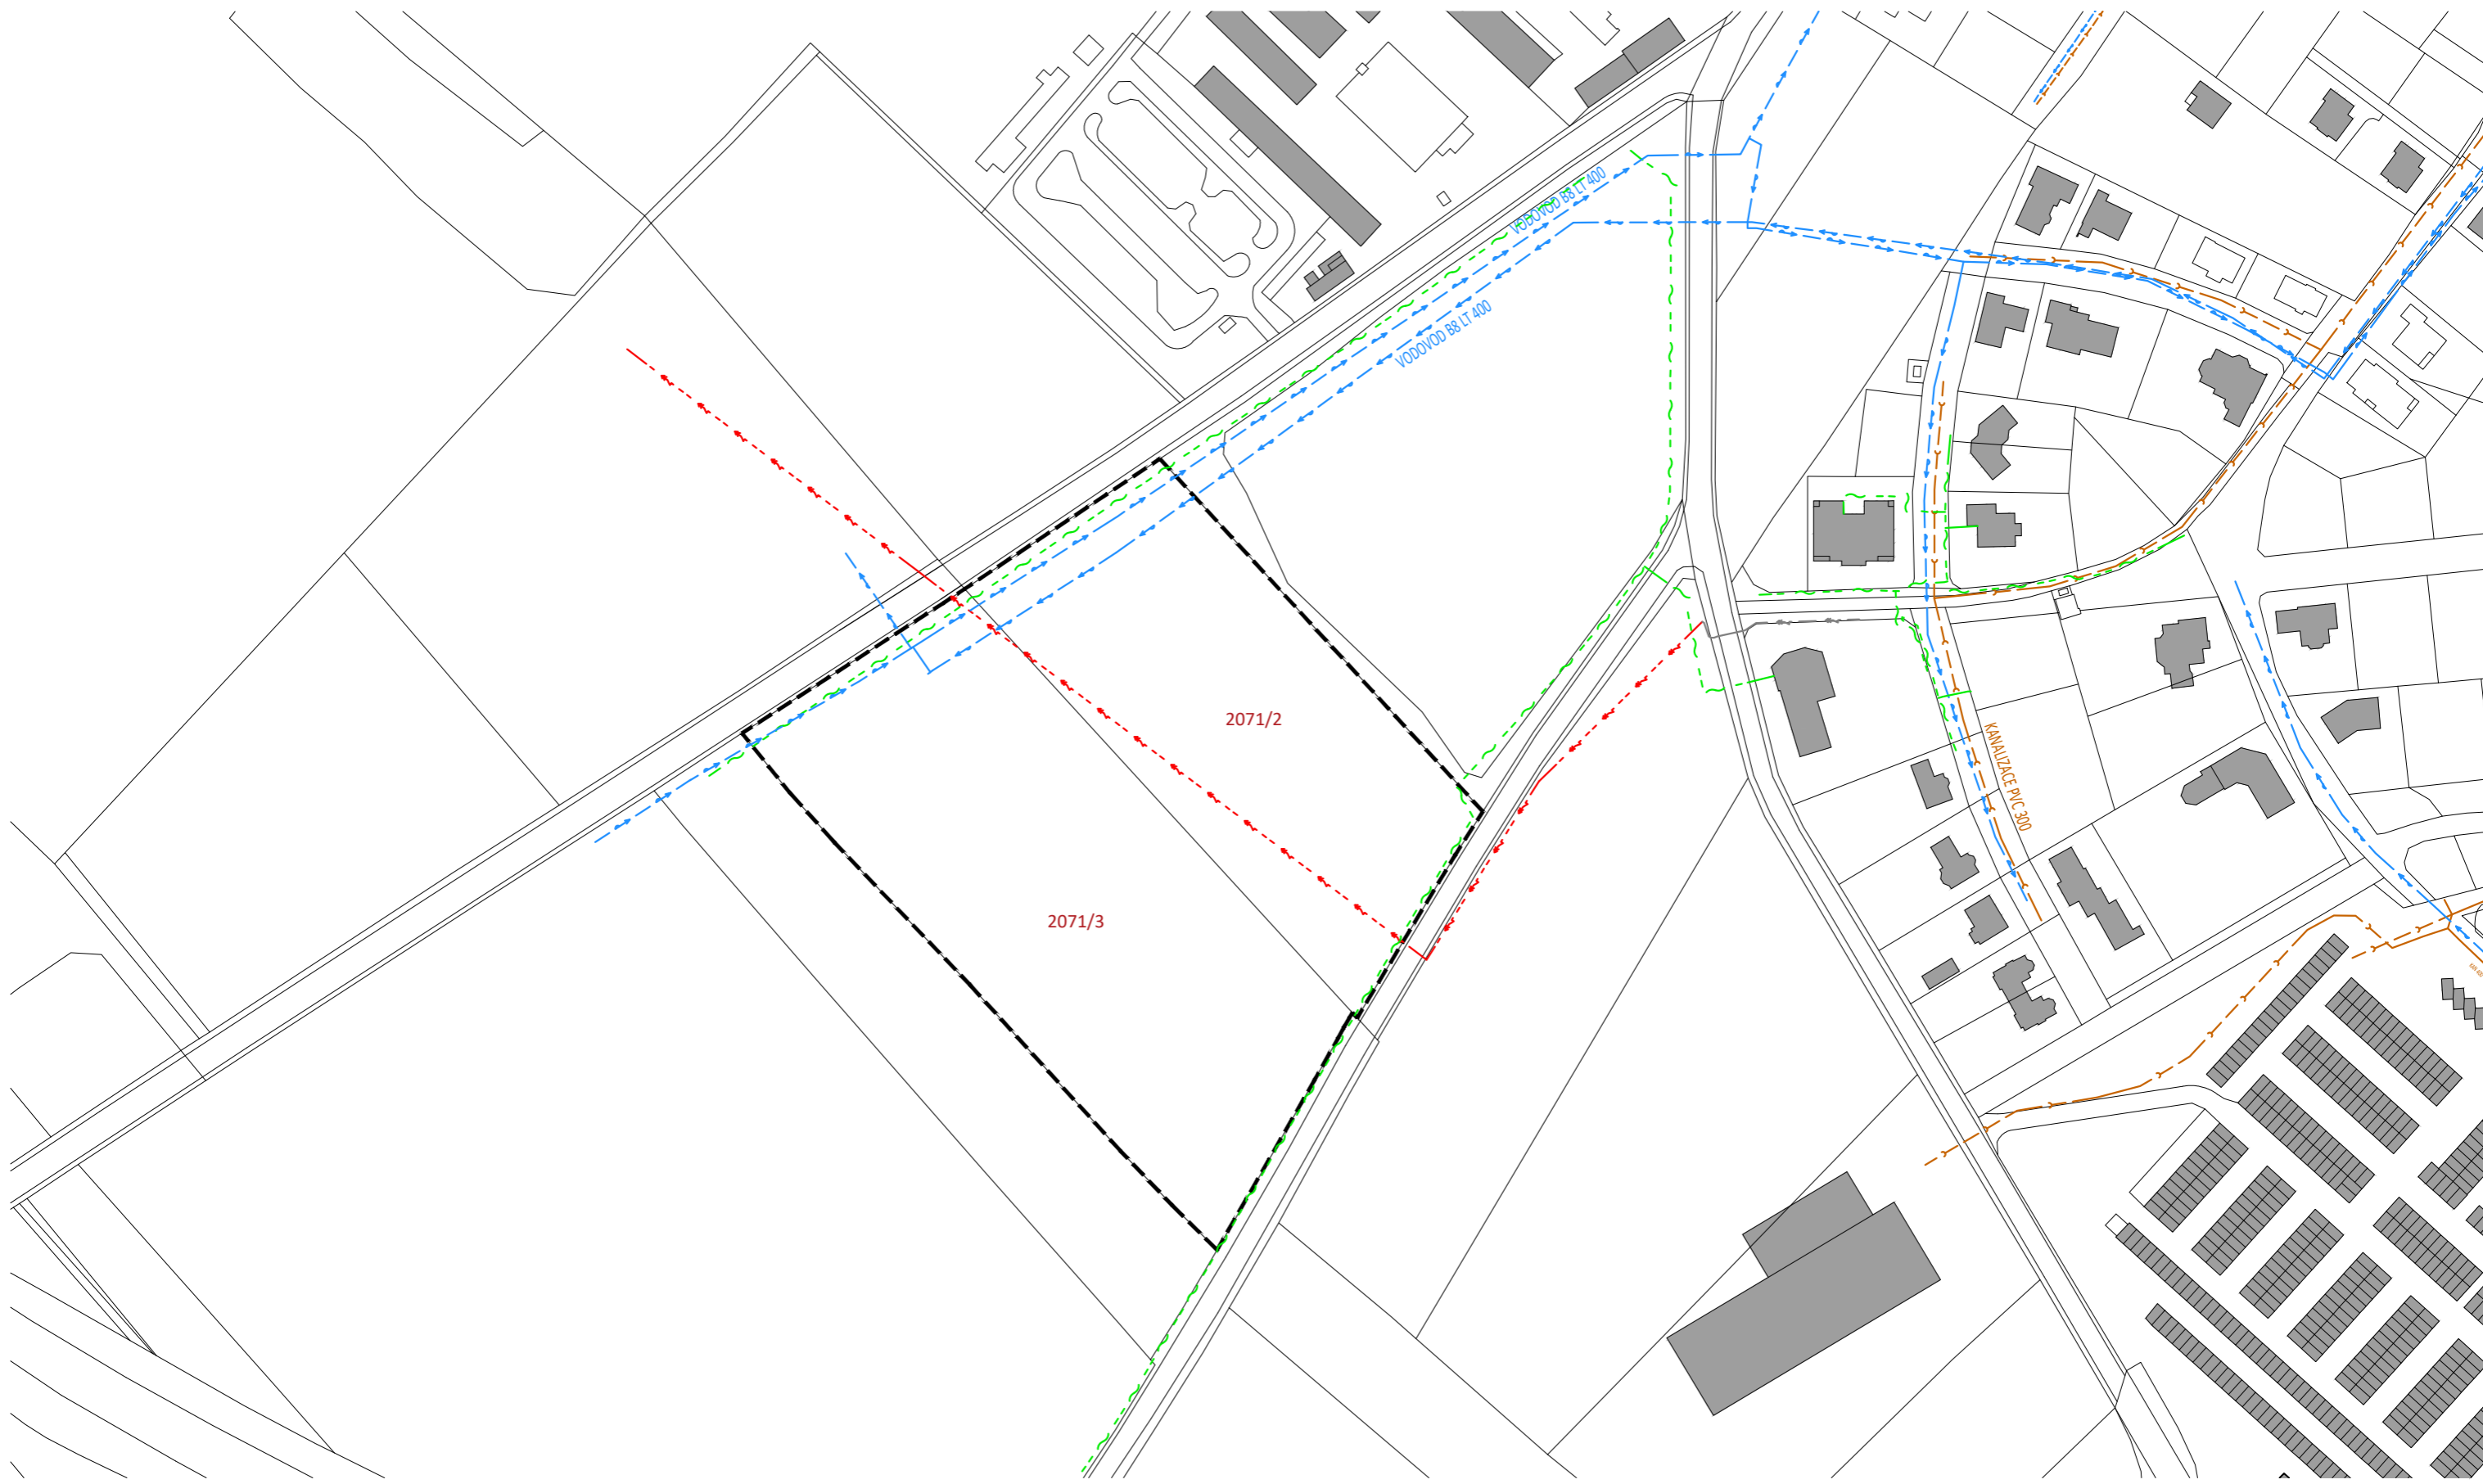 VODOVOD B8 LT 400
VODOVOD B8 LT 400
2071/2
KANALIZACE PVC 300
2071/3